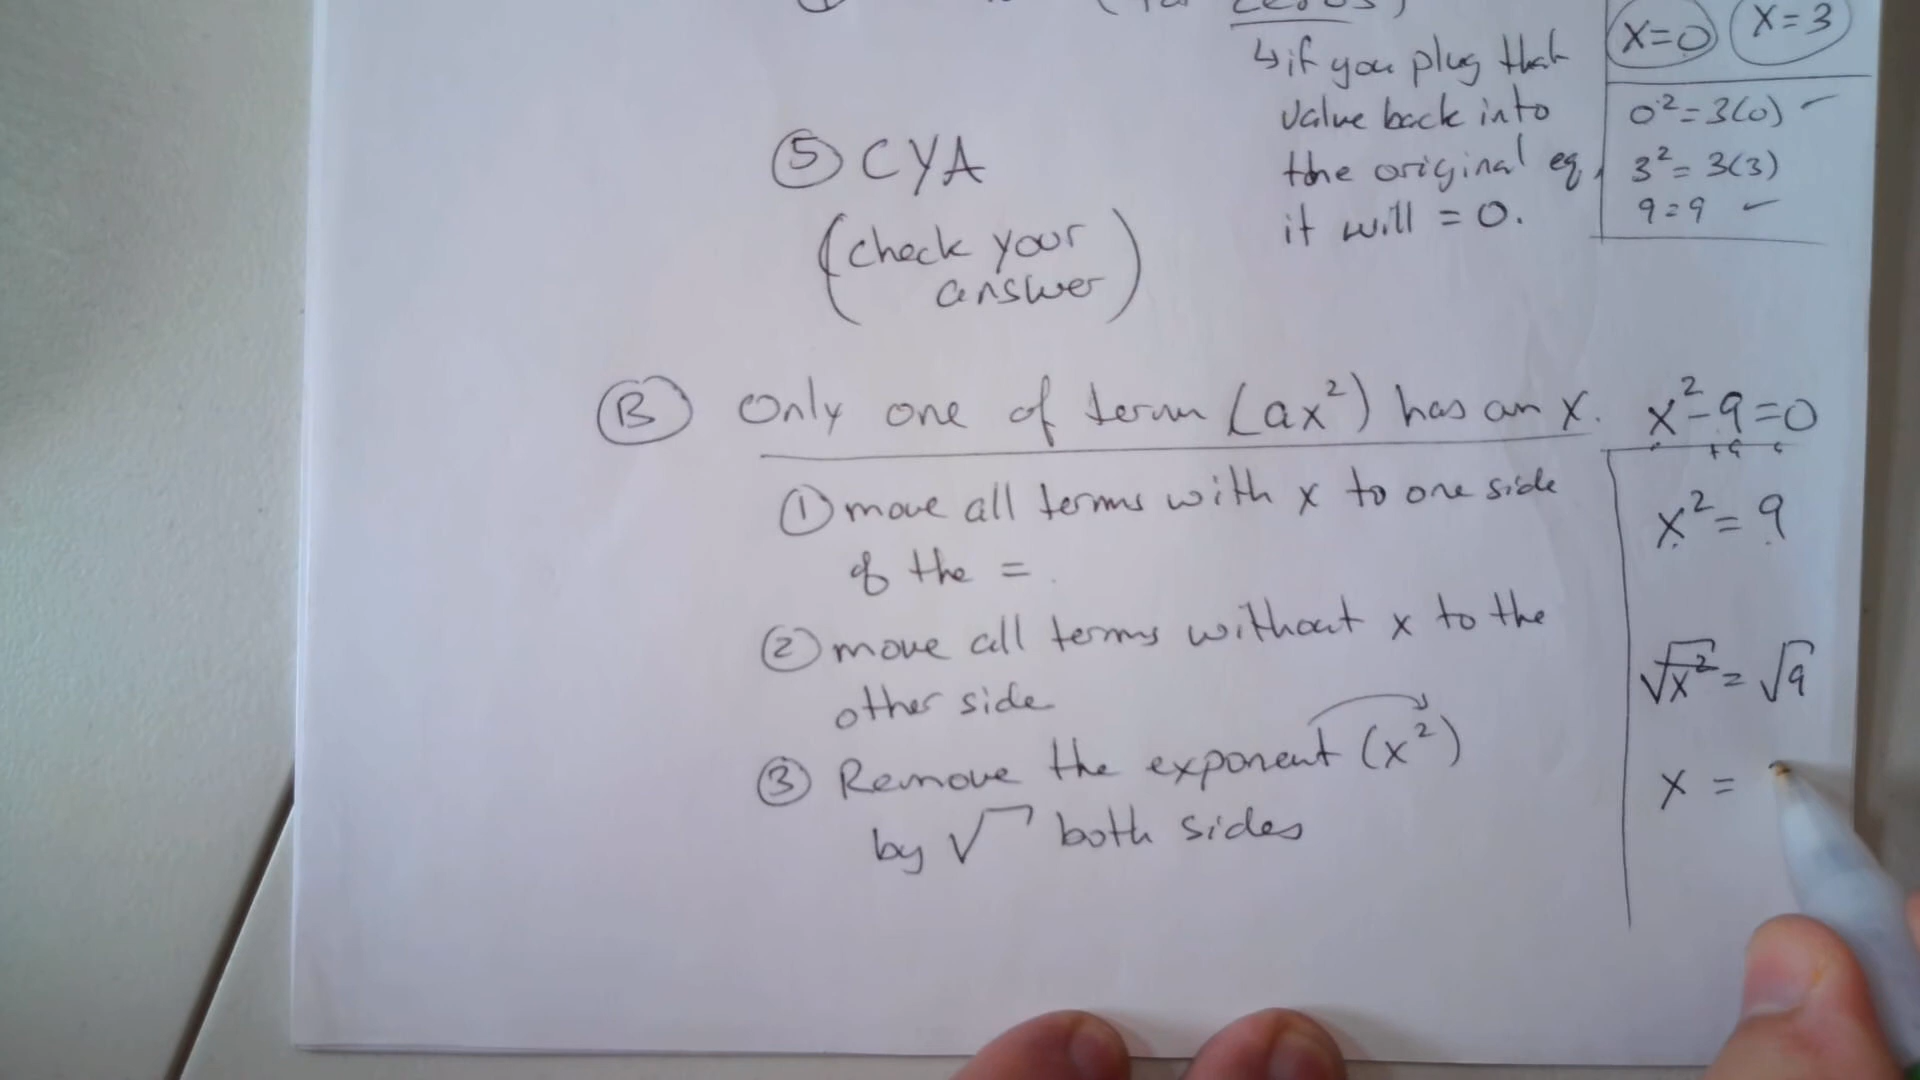 ↳ if you plug that
value back into
the original eq,
it will = 0.
x=0 x=3
0² = 3(0) ✓
3² = 3(3)
9=9 ✓
⑤ CYA
(check your
answer)
Ⓑ Only one of term (ax²) has an x.
① move all terms with x to one side
of the =
② move all terms without x to the
other side
③ Remove the exponent (x²)
by √ both sides
x²-9=0
x² = 9
√x² = √9
x =